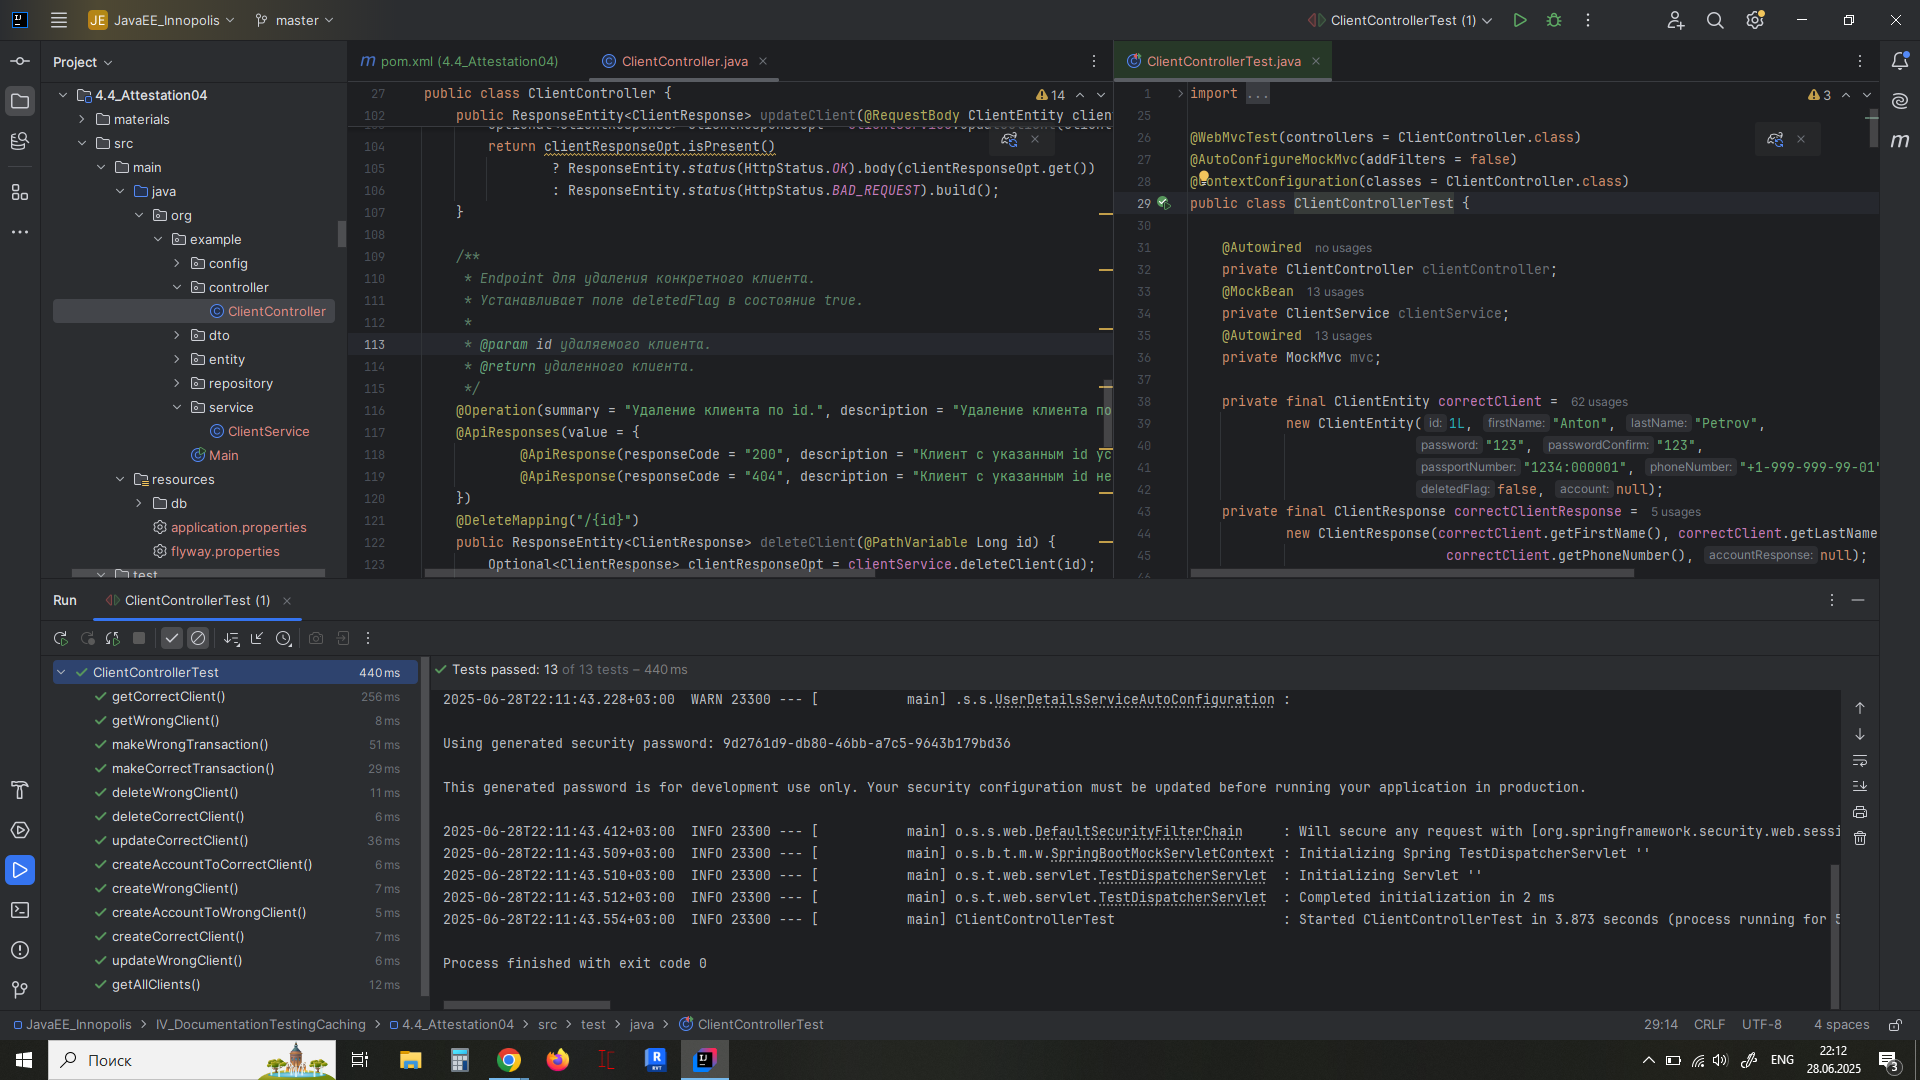 JE JavaEE_Innopolis
master
ClientControllerTest (1)
Project
4.4_Attestation04
materials
src
main
java
org
example
config
controller
ClientController
dto
entity
repository
service
ClientService
Main
resources
db
application.properties
flyway.properties
test
pom.xml (4.4_Attestation04)
ClientController.java
27 public class ClientController {
14
102 public ResponseEntity<ClientResponse> updateClient(@RequestBody ClientEntity clien
104 return clientResponseOpt.isPresent()
105 ? ResponseEntity.status(HttpStatus.OK).body(clientResponseOpt.get())
106 : ResponseEntity.status(HttpStatus.BAD_REQUEST).build();
107 }
108
109 /**
110 * Endpoint для удаления конкретного клиента.
111 * Устанавливает поле deletedFlag в состояние true.
112 *
113 * @param id удаляемого клиента.
114 * @return удаленного клиента.
115 */
116 @Operation(summary = "Удаление клиента по id.", description = "Удаление клиента по
117 @ApiResponses(value = {
118 @ApiResponse(responseCode = "200", description = "Клиент с указанным id ус
119 @ApiResponse(responseCode = "404", description = "Клиент с указанным id не
120 })
121 @DeleteMapping("/{id}")
122 public ResponseEntity<ClientResponse> deleteClient(@PathVariable Long id) {
123 Optional<ClientResponse> clientResponseOpt = clientService.deleteClient(id);
ClientControllerTest.java
1 import ...
3
25
26 @WebMvcTest(controllers = ClientController.class)
27 @AutoConfigureMockMvc(addFilters = false)
28 @ContextConfiguration(classes = ClientController.class)
29 public class ClientControllerTest {
30
31 @Autowired no usages
32 private ClientController clientController;
33 @MockBean 13 usages
34 private ClientService clientService;
35 @Autowired 13 usages
36 private MockMvc mvc;
37
38 private final ClientEntity correctClient = 62 usages
39 new ClientEntity( id: 1L, firstName: "Anton", lastName: "Petrov",
40 password: "123", passwordConfirm: "123",
41 passportNumber: "1234:000001", phoneNumber: "+1-999-999-99-01"
42 deletedFlag: false, account: null);
43 private final ClientResponse correctClientResponse = 5 usages
44 new ClientResponse(correctClient.getFirstName(), correctClient.getLastName
45 correctClient.getPhoneNumber(), accountResponse: null);
Run
ClientControllerTest (1)
ClientControllerTest 440 ms
getCorrectClient() 256 ms
getWrongClient() 8 ms
makeWrongTransaction() 51 ms
makeCorrectTransaction() 29 ms
deleteWrongClient() 11 ms
deleteCorrectClient() 6 ms
updateCorrectClient() 36 ms
createAccountToCorrectClient() 6 ms
createWrongClient() 7 ms
createAccountToWrongClient() 5 ms
createCorrectClient() 7 ms
updateWrongClient() 6 ms
getAllClients() 12 ms
Tests passed: 13 of 13 tests – 440 ms
2025-06-28T22:11:43.228+03:00 WARN 23300 --- [ main] .s.s.UserDetailsServiceAutoConfiguration :
Using generated security password: 9d2761d9-db80-46bb-a7c5-9643b179bd36
This generated password is for development use only. Your security configuration must be updated before running your application in production.
2025-06-28T22:11:43.412+03:00 INFO 23300 --- [ main] o.s.s.web.DefaultSecurityFilterChain : Will secure any request with [org.springframework.security.web.sessi
2025-06-28T22:11:43.509+03:00 INFO 23300 --- [ main] o.s.b.t.m.w.SpringBootMockServletContext : Initializing Spring TestDispatcherServlet ''
2025-06-28T22:11:43.510+03:00 INFO 23300 --- [ main] o.s.t.web.servlet.TestDispatcherServlet : Initializing Servlet ''
2025-06-28T22:11:43.512+03:00 INFO 23300 --- [ main] o.s.t.web.servlet.TestDispatcherServlet : Completed initialization in 2 ms
2025-06-28T22:11:43.554+03:00 INFO 23300 --- [ main] ClientControllerTest : Started ClientControllerTest in 3.873 seconds (process running for 5
Process finished with exit code 0
JavaEE_Innopolis > IV_DocumentationTestingCaching > 4.4_Attestation04 > src > test > java > ClientControllerTest
29:14 CRLF UTF-8 4 spaces
Поиск
ENG
22:12
28.06.2025
3